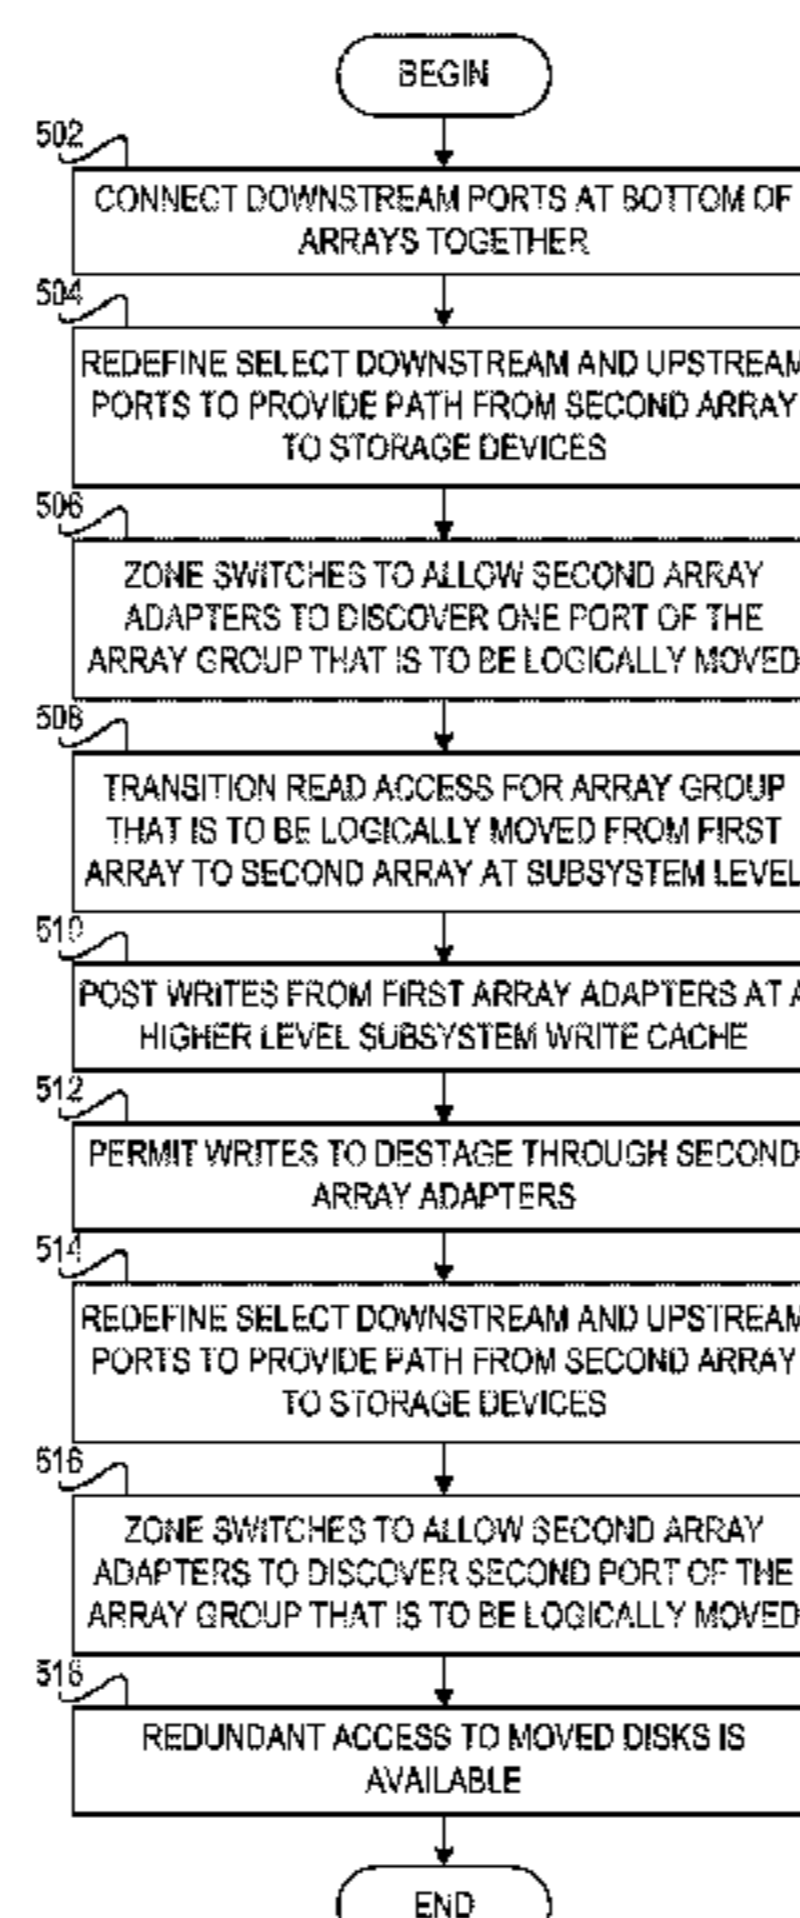 BEGIN
502
CONNECT DOWNSTREAM PORTS AT BOTTOM OF
ARRAYS TOGETHER
504
REDEFINE SELECT DOWNSTREAM AND UPSTREAM
PORTS TO PROVIDE PATH FROM SECOND ARRAY
TO STORAGE DEVICES
506
ZONE SWITCHES TO ALLOW SECOND ARRAY
ADAPTERS TO DISCOVER ONE PORT OF THE
ARRAY GROUP THAT IS TO BE LOGICALLY MOVED
508
TRANSITION READ ACCESS FOR ARRAY GROUP
THAT IS TO BE LOGICALLY MOVED FROM FIRST
ARRAY TO SECOND ARRAY AT SUBSYSTEM LEVEL
510
POST WRITES FROM FIRST ARRAY ADAPTERS AT A
HIGHER LEVEL SUBSYSTEM WRITE CACHE
512
PERMIT WRITES TO DESTAGE THROUGH SECOND
ARRAY ADAPTERS
514
REDEFINE SELECT DOWNSTREAM AND UPSTREAM
PORTS TO PROVIDE PATH FROM SECOND ARRAY
TO STORAGE DEVICES
516
ZONE SWITCHES TO ALLOW SECOND ARRAY
ADAPTERS TO DISCOVER SECOND PORT OF THE
ARRAY GROUP THAT IS TO BE LOGICALLY MOVED
518
REDUNDANT ACCESS TO MOVED DISKS IS
AVAILABLE
END